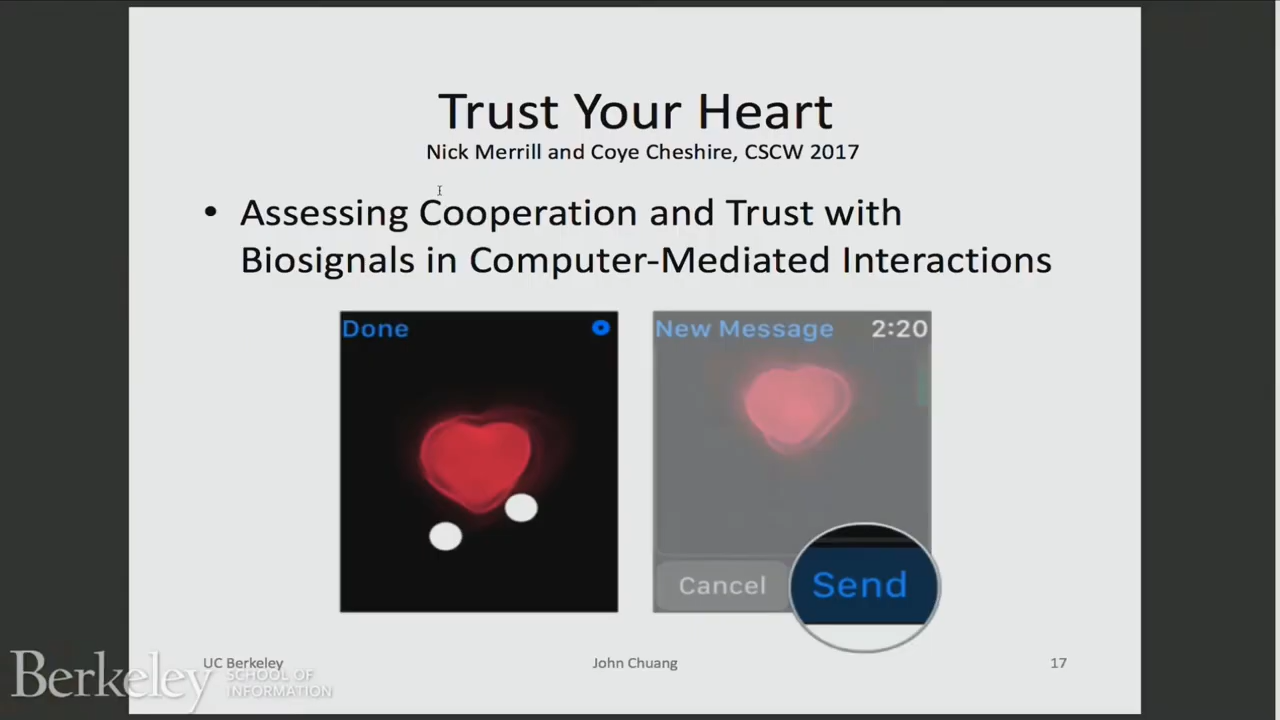 Trust Your Heart
Nick Merrill and Coye Cheshire, CSCW 2017
• Assessing Cooperation and Trust with
Biosignals in Computer-Mediated Interactions
Done
New Message 2:20
Cancel
Send
UC Berkeley
John Chuang
17
Berkeley
SCHOOL OF
INFORMATION